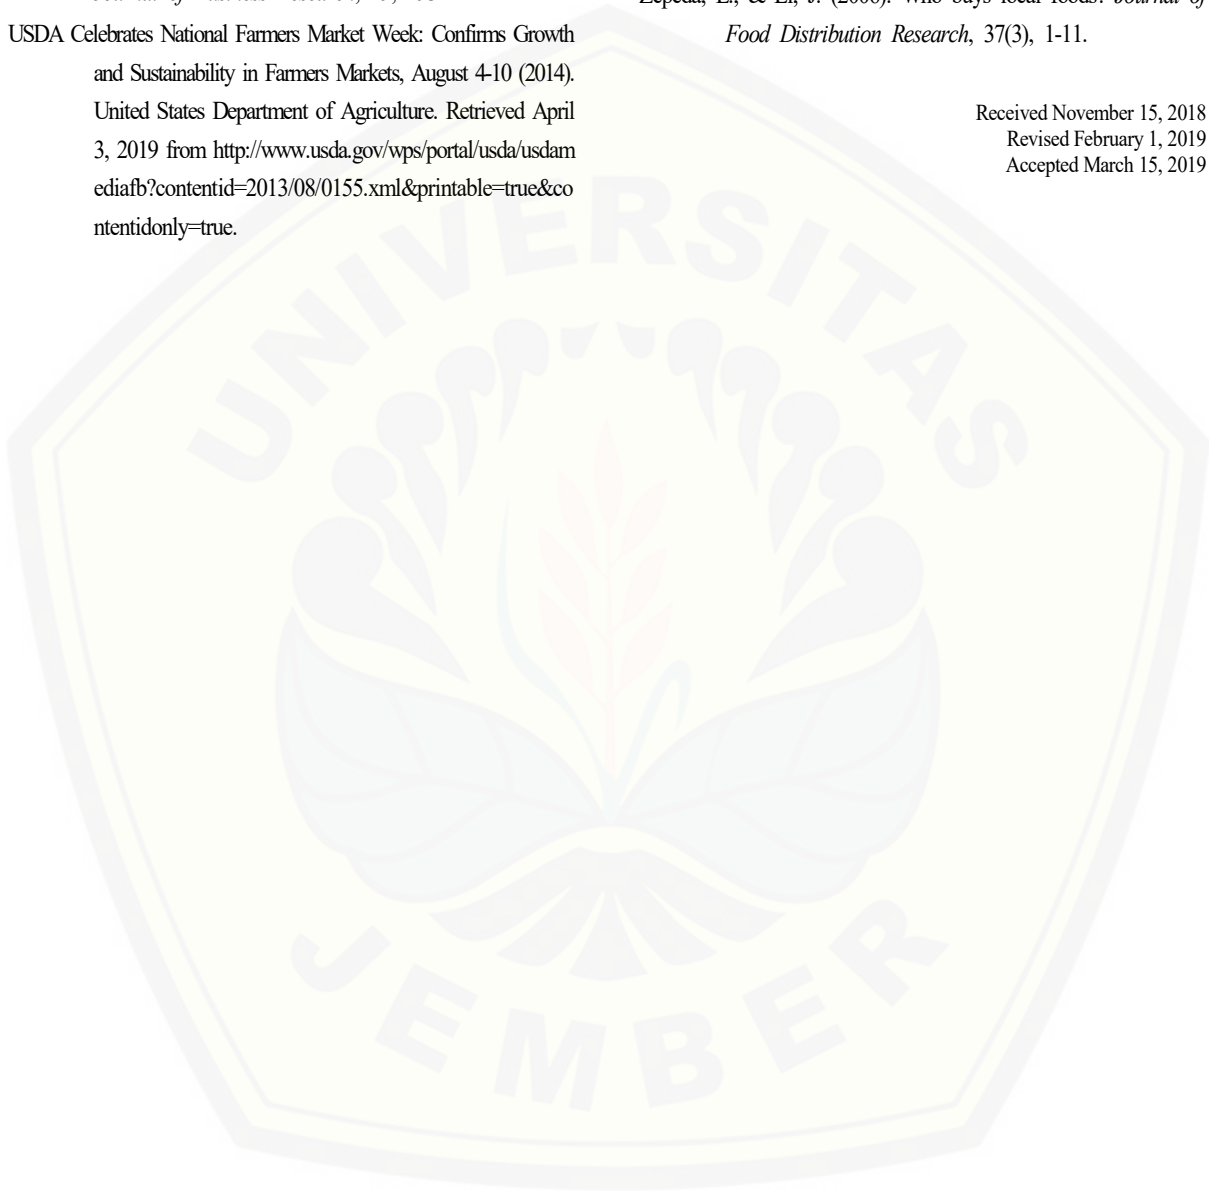 USDA Celebrates National Farmers Market Week: Confirms Growth
and Sustainability in Farmers Markets, August 4-10 (2014).
United States Department of Agriculture. Retrieved April
3, 2019 from http://www.usda.gov/wps/portal/usda/usdam
ediafb?contentid=2013/08/0155.xml&printable=true&co
ntentidonly=true.
Food Distribution Research, 37(3), 1-11.
Received November 15, 2018
Revised February 1, 2019
Accepted March 15, 2019
UNIVERSITAS
JEMBER